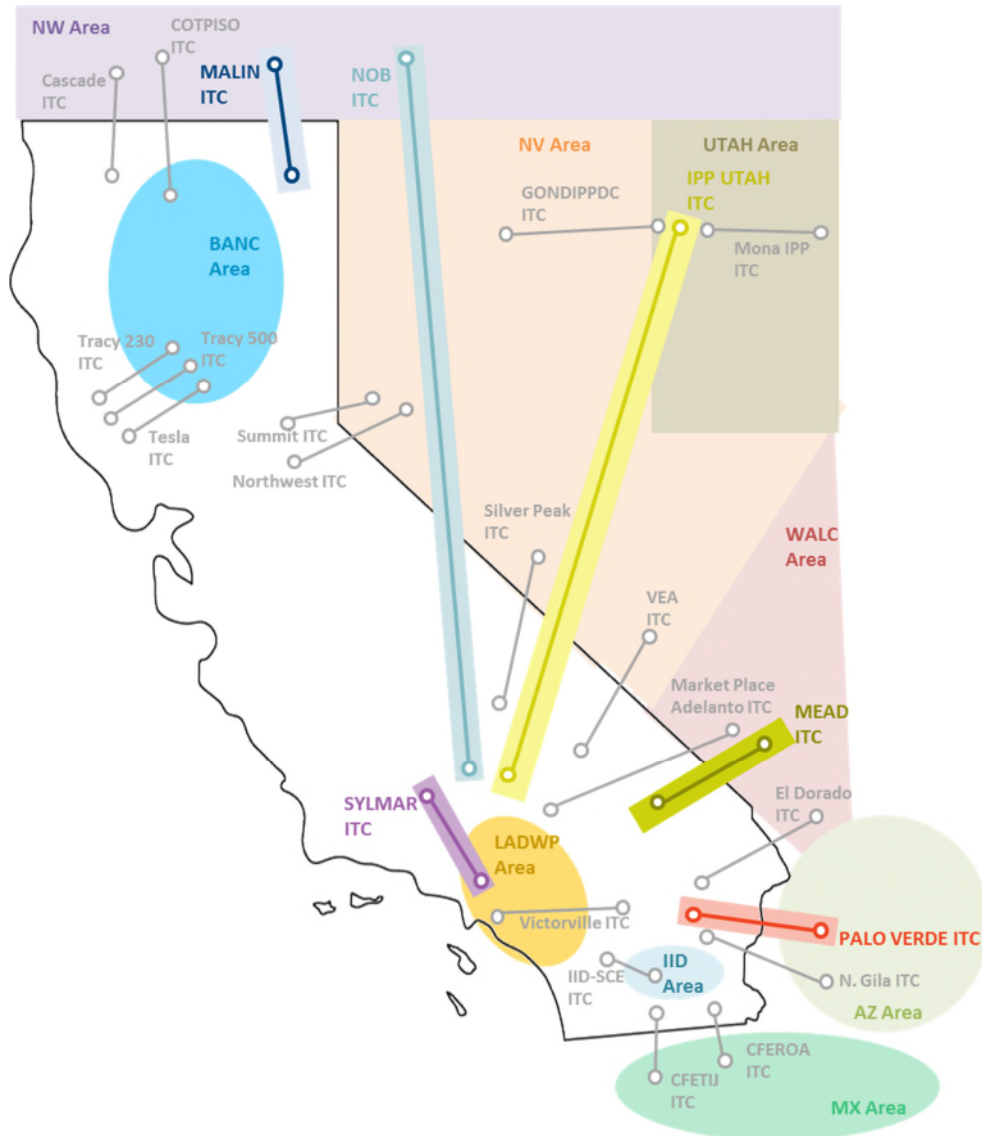 NW Area
COTPISO
ITC
Cascade
ITC
MALIN
ITC
NOB
ITC
NV Area
UTAH Area
GONDIPPDC
ITC
IPP UTAH
ITC
Mona IPP
ITC
BANC
Area
Tracy 230
ITC
Tracy 500
ITC
Tesla
ITC
Summit ITC
Northwest ITC
Silver Peak
ITC
WALC
Area
VEA
ITC
Market Place
Adelanto ITC
MEAD
ITC
SYLMAR
ITC
El Dorado
ITC
LADWP
Area
Victorville ITC
PALO VERDE ITC
IID-SCE
ITC
IID
Area
N. Gila ITC
AZ Area
CFEROA
ITC
CFETIJ
ITC
MX Area